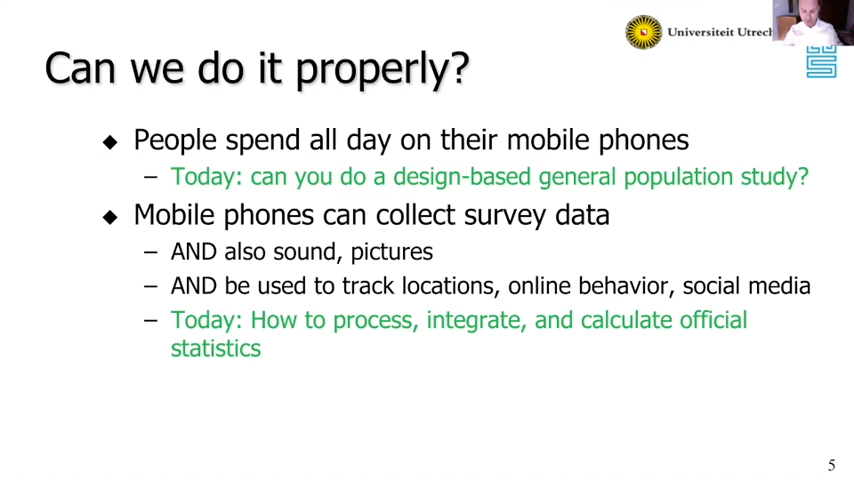 Universiteit Utrec
Can we do it properly?
◆ People spend all day on their mobile phones
– Today: can you do a design-based general population study?
◆ Mobile phones can collect survey data
– AND also sound, pictures
– AND be used to track locations, online behavior, social media
– Today: How to process, integrate, and calculate official
statistics
5